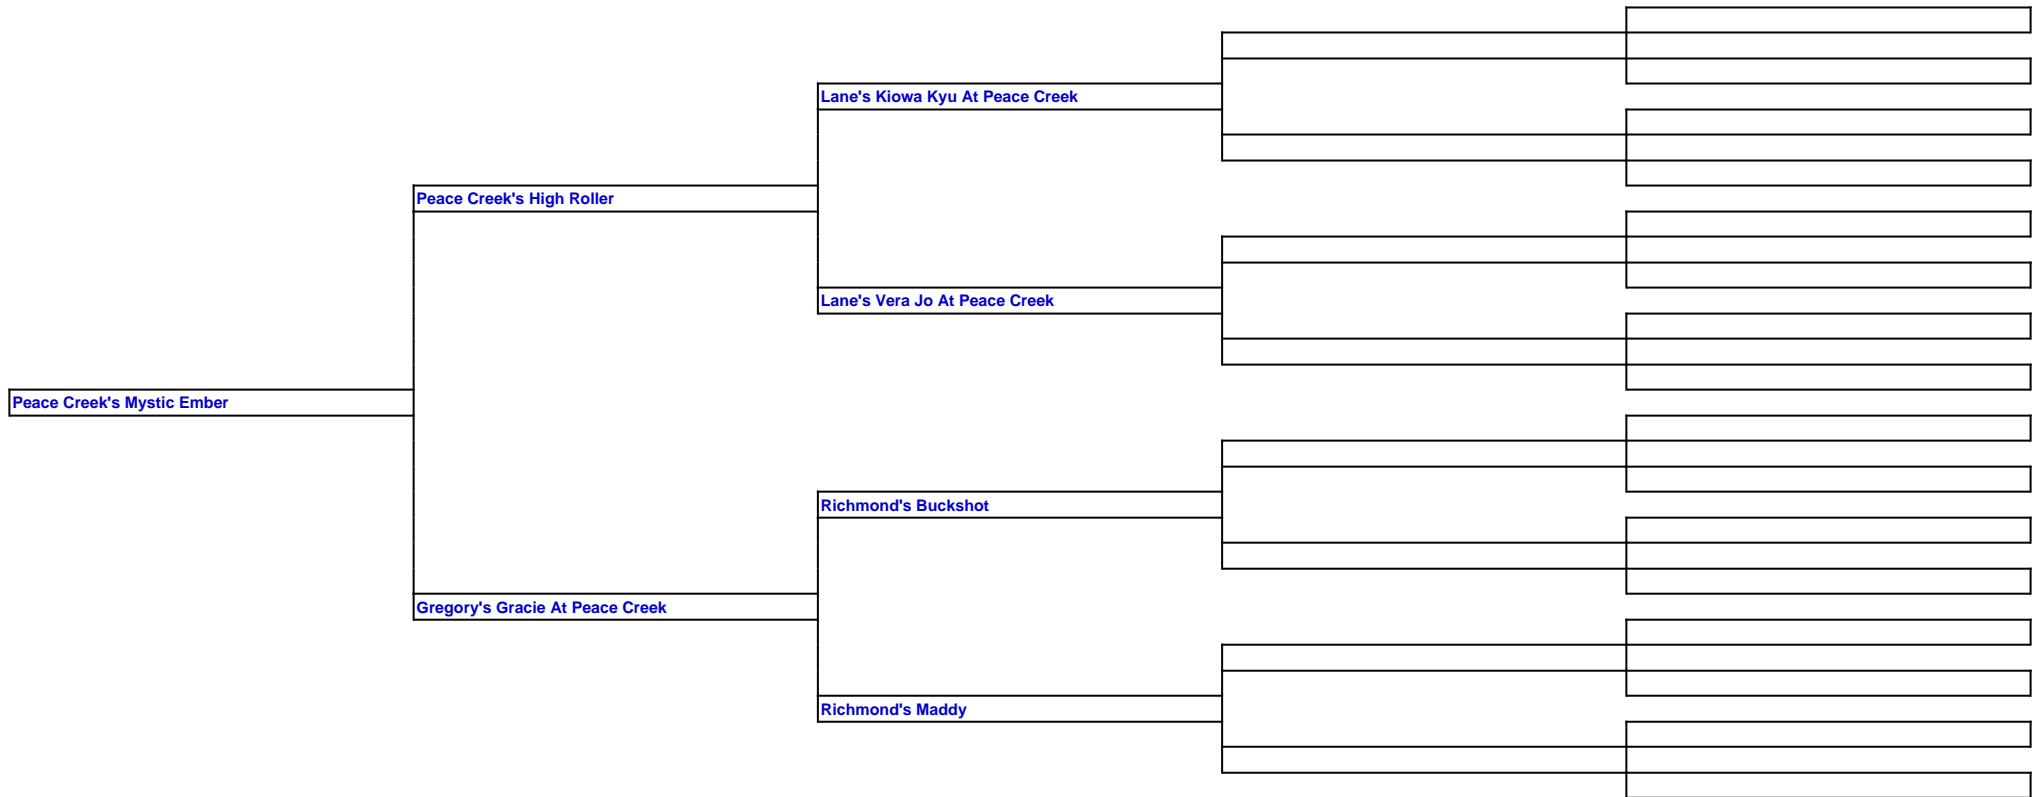 Lane's Kiowa Kyu At Peace Creek
Peace Creek's High Roller
Lane's Vera Jo At Peace Creek
Peace Creek's Mystic Ember
Richmond's Buckshot
Gregory's Gracie At Peace Creek
Richmond's Maddy